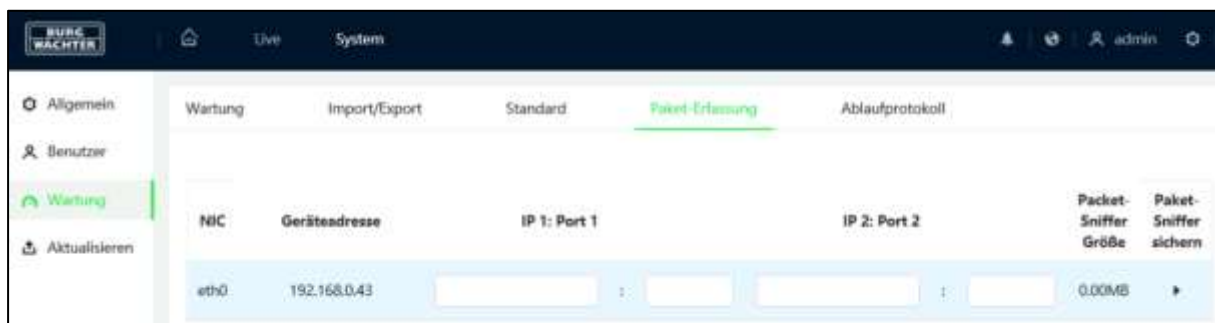 BURG WÄCHTER
Live System admin
Allgemein
Benutzer
Wartung
Aktualisieren
Wartung Import/Export Standard Paket-Erfassung Ablaufprotokoll
NIC Geräteadresse IP 1: Port 1 IP 2: Port 2 Packet-Sniffer Größe Paket-Sniffer sichern
eth0 192.168.0.43 : : 0.00MB